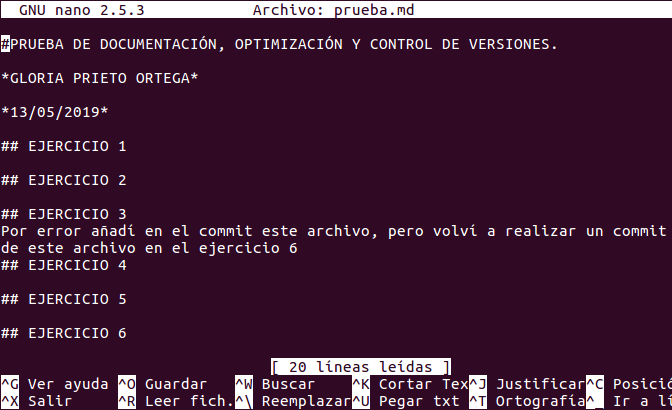 GNU nano 2.5.3 Archivo: prueba.md
#PRUEBA DE DOCUMENTACIÓN, OPTIMIZACIÓN Y CONTROL DE VERSIONES.
*GLORIA PRIETO ORTEGA*
*13/05/2019*
## EJERCICIO 1
## EJERCICIO 2
## EJERCICIO 3
Por error añadí en el commit este archivo, pero volví a realizar un commit
de este archivo en el ejercicio 6
## EJERCICIO 4
## EJERCICIO 5
## EJERCICIO 6
[ 20 líneas leídas ]
^G Ver ayuda ^O Guardar ^W Buscar ^K Cortar Tex^J Justificar^C Posició
^X Salir ^R Leer fich.^\ Reemplazar^U Pegar txt ^T Ortografía^_ Ir a lí